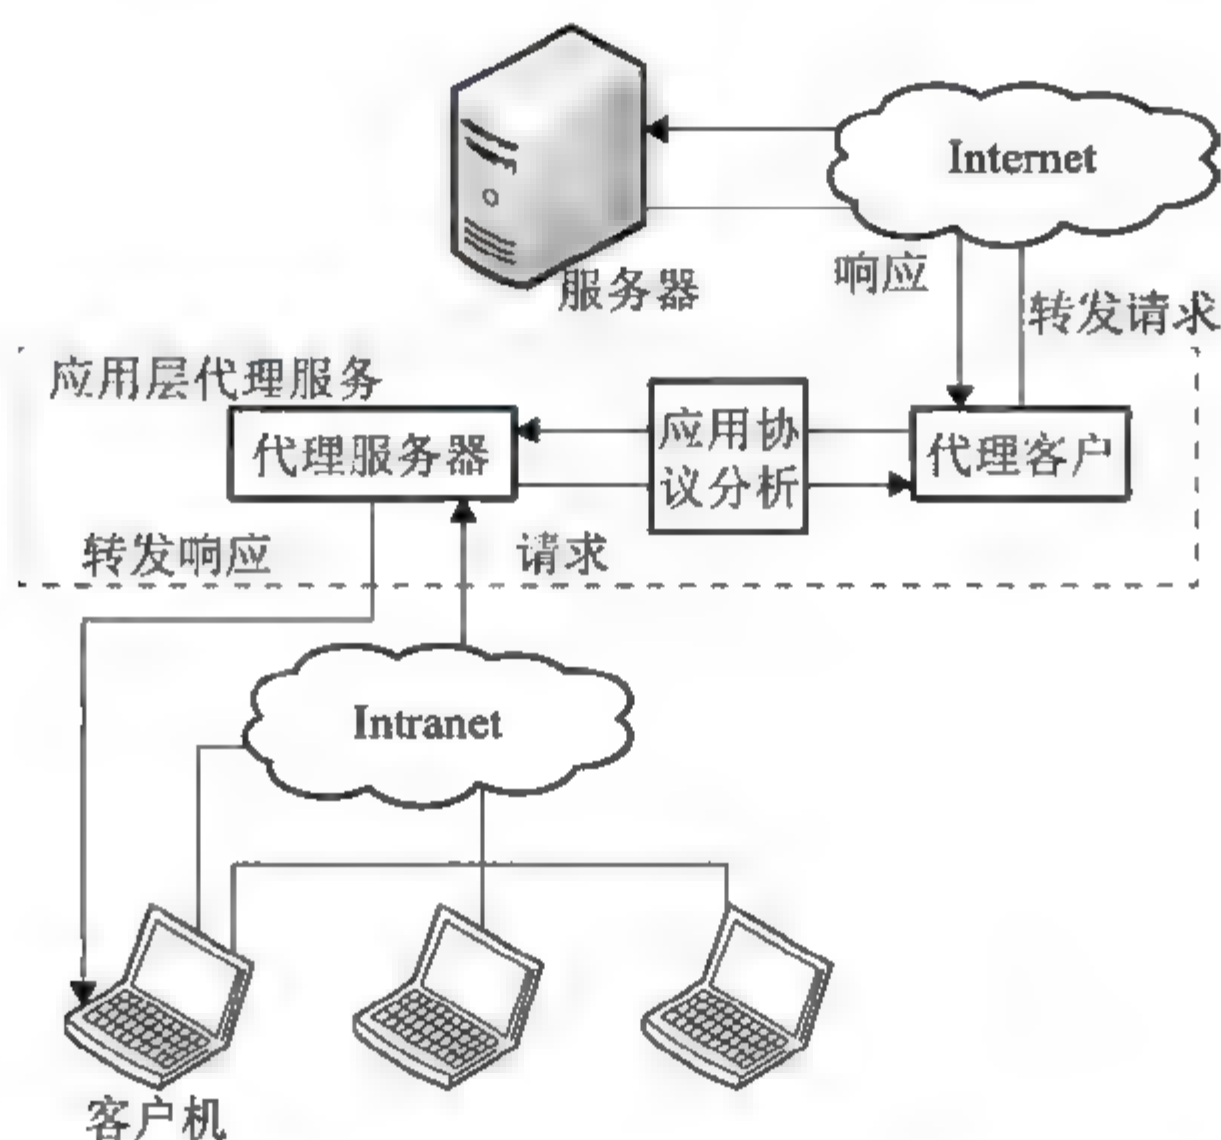 Internet
服务器
响应
转发请求
应用层代理服务
代理服务器
应用协
议分析
代理客户
转发响应
请求
Intranet
客户机